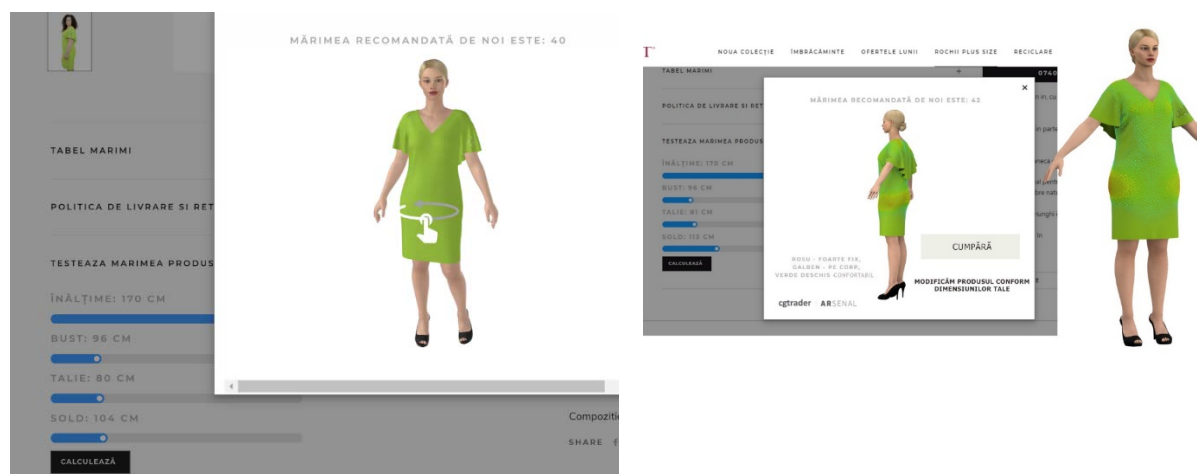 MĂRIMEA RECOMANDATĂ DE NOI ESTE: 40
TABEL MARIMI
POLITICA DE LIVRARE SI RET
TESTEAZA MARIMEA PRODUS
ÎNĂLȚIME: 170 CM
BUST: 96 CM
TALIE: 80 CM
SOLD: 104 CM
CALCULEAZĂ
Compoziti
SHARE
NOUA COLECȚIE ÎMBRĂCĂMINTE OFERTELE LUNII ROCHII PLUS SIZE RECICLARE
TABEL MARIMI
+
0740
POLITICA DE LIVRARE SI RET
TESTEAZA MARIMEA PRODUS
ÎNĂLȚIME: 170 CM
BUST: 96 CM
TALIE: 81 CM
SOLD: 113 CM
CALCULEAZĂ
MĂRIMEA RECOMANDATĂ DE NOI ESTE: 42
ROSU - FOARTE FIX,
GALBEN - PE CORP,
VERDE DESCHIS CONFORTABIL
CUMPĂRĂ
MODIFICĂM PRODUSUL CONFORM
DIMENSIUNILOR TALE
cgtrader ARSENAL